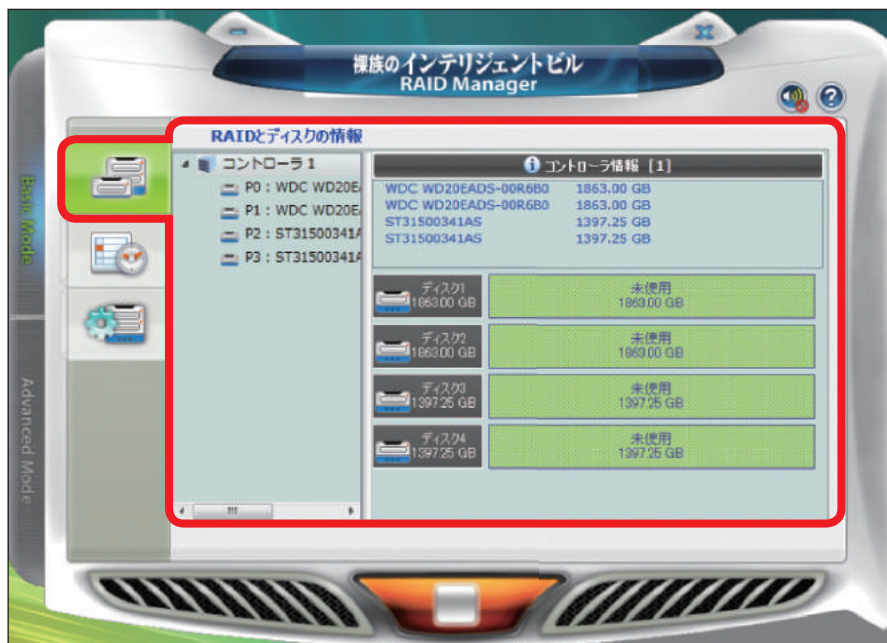 裸族のインテリジェントビル
RAID Manager
RAIDとディスクの情報
Basic Mode
Advanced Mode
コントローラ 1
P0 : WDC WD20E
P1 : WDC WD20E
P2 : ST31500341A
P3 : ST31500341A
コントローラ情報 [1]
WDC WD20EADS-00R6B0 1863.00 GB
WDC WD20EADS-00R6B0 1863.00 GB
ST31500341AS 1397.25 GB
ST31500341AS 1397.25 GB
ディスク1
1863.00 GB
未使用
1863.00 GB
ディスク2
1863.00 GB
未使用
1863.00 GB
ディスク3
1397.25 GB
未使用
1397.25 GB
ディスク4
1397.25 GB
未使用
1397.25 GB